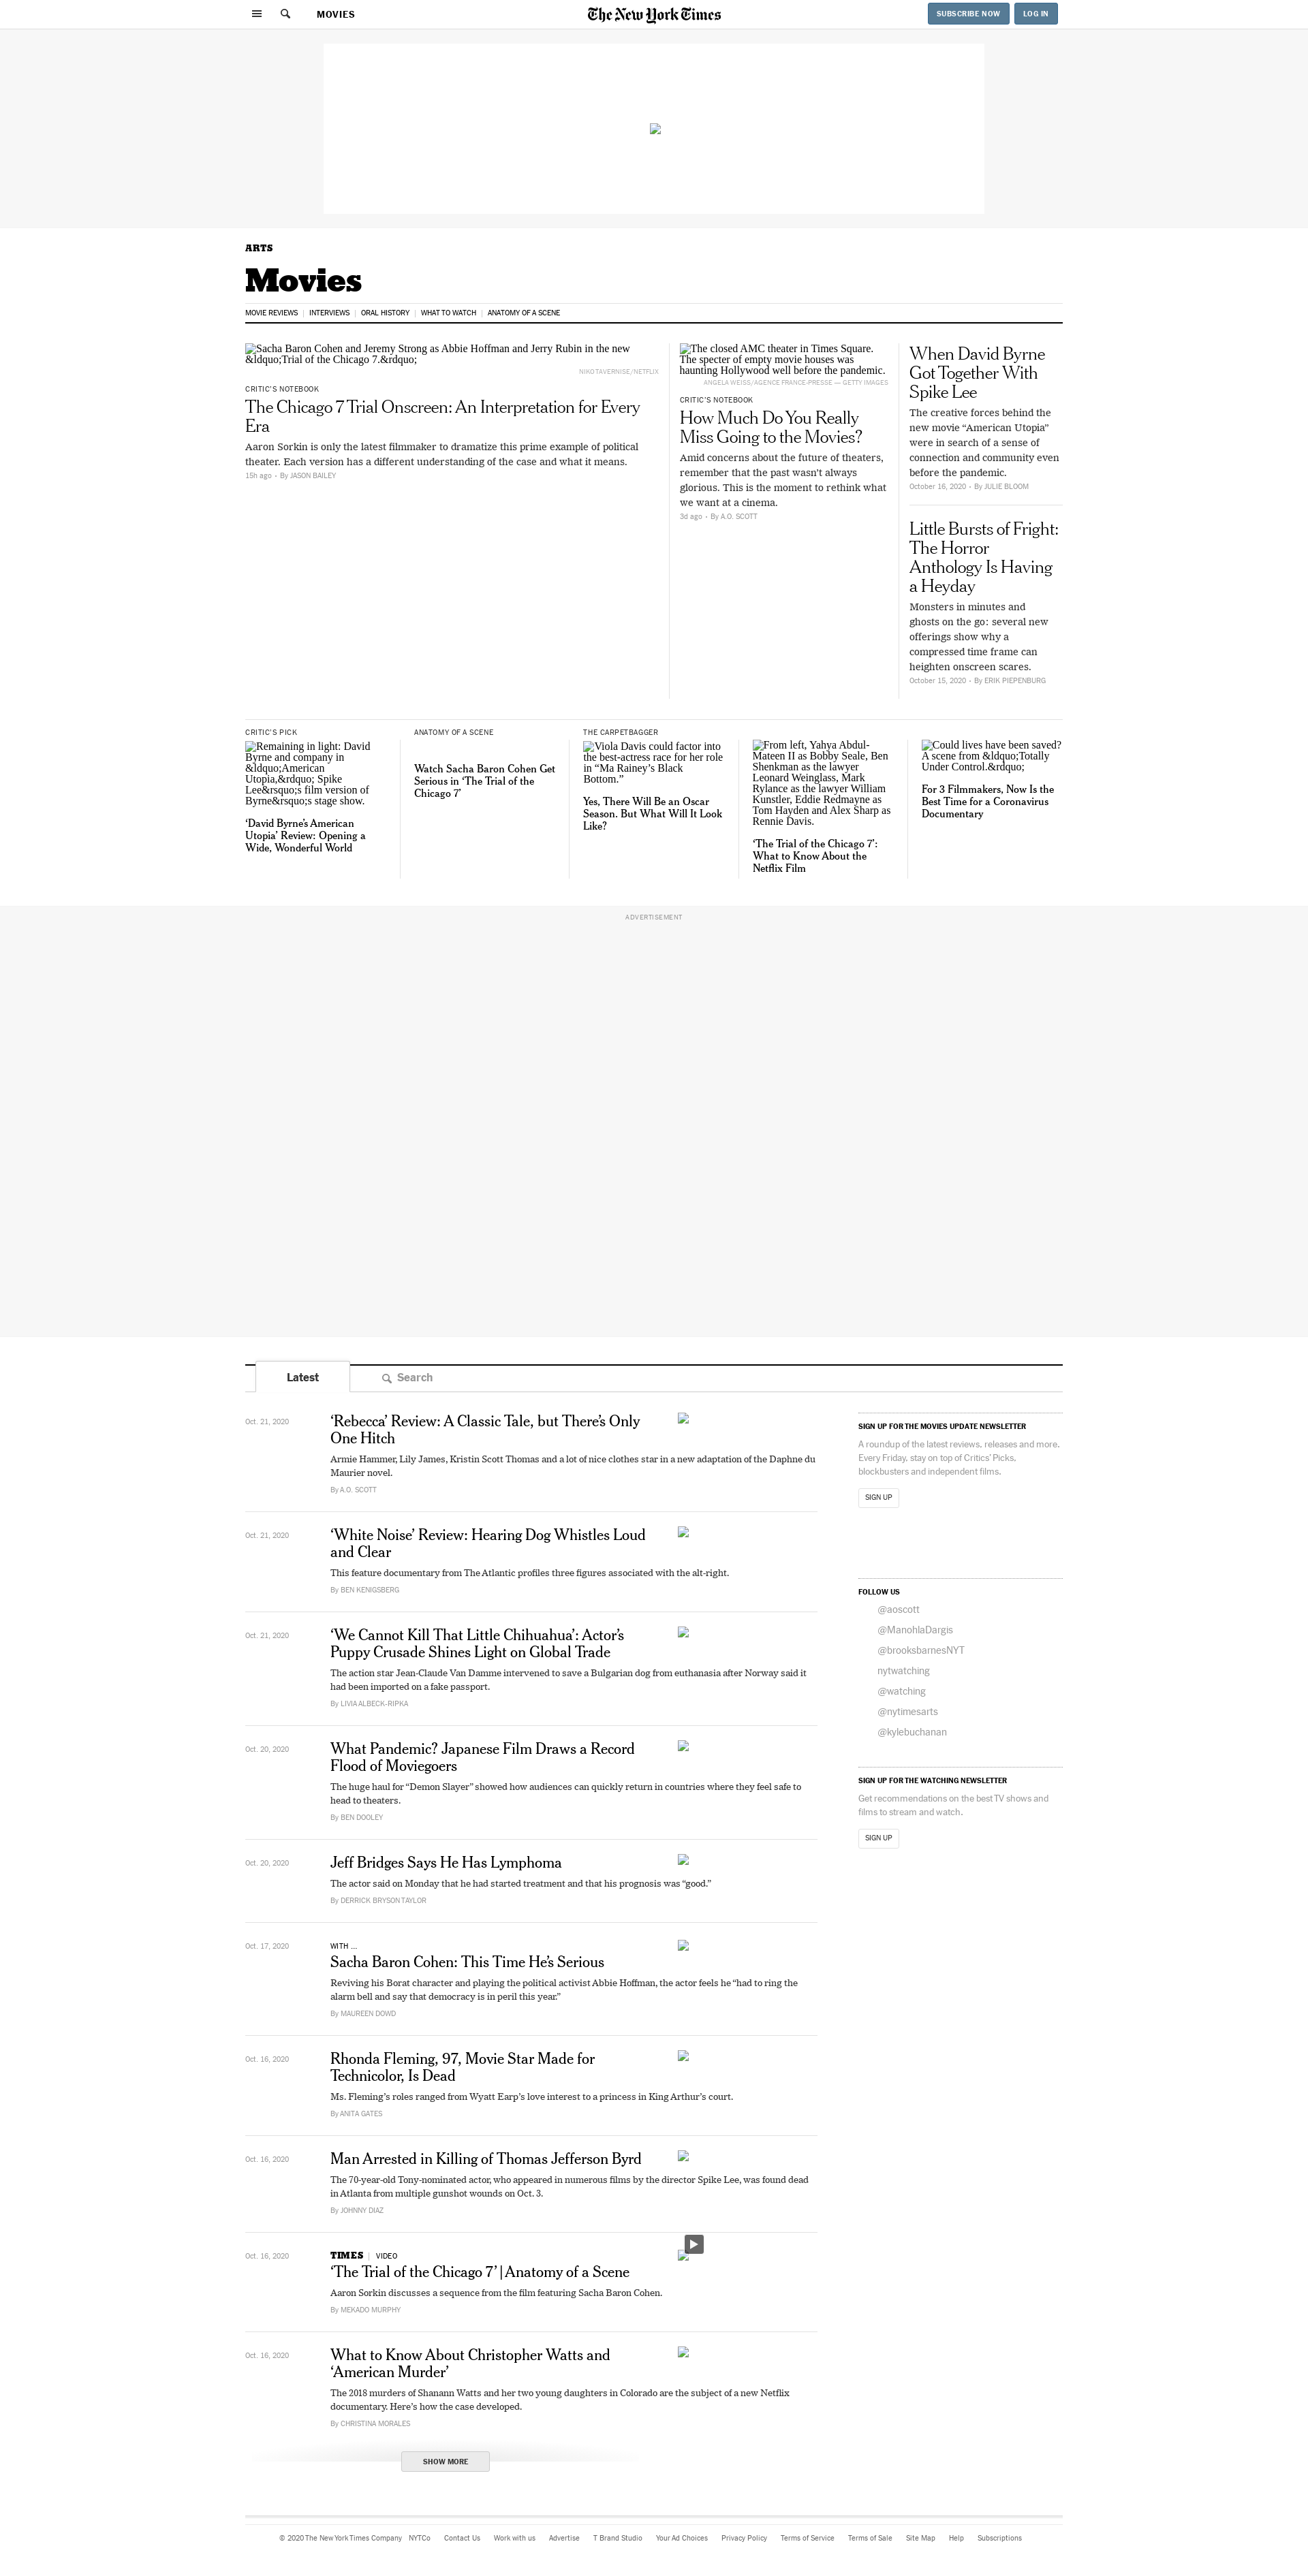 MOVIES
The New York Times
SUBSCRIBE NOW
LOG IN
ARTS
Movies
MOVIE REVIEWS | INTERVIEWS | ORAL HISTORY | WHAT TO WATCH | ANATOMY OF A SCENE
Sacha Baron Cohen and Jeremy Strong as Abbie Hoffman and Jerry Rubin in the new
&ldquo;Trial of the Chicago 7.&rdquo;
NIKO TAVERNISE/NETFLIX
CRITIC'S NOTEBOOK
The Chicago 7 Trial Onscreen: An Interpretation for Every
Era
Aaron Sorkin is only the latest filmmaker to dramatize this prime example of political
theater. Each version has a different understanding of the case and what it means.
15h ago • By JASON BAILEY
The closed AMC theater in Times Square.
The specter of empty movie houses was
haunting Hollywood well before the pandemic.
ANGELA WEISS/AGENCE FRANCE-PRESSE — GETTY IMAGES
CRITIC'S NOTEBOOK
How Much Do You Really
Miss Going to the Movies?
Amid concerns about the future of theaters,
remember that the past wasn't always
glorious. This is the moment to rethink what
we want at a cinema.
3d ago • By A.O. SCOTT
When David Byrne
Got Together With
Spike Lee
The creative forces behind the
new movie “American Utopia”
were in search of a sense of
connection and community even
before the pandemic.
October 16, 2020 • By JULIE BLOOM
Little Bursts of Fright:
The Horror
Anthology Is Having
a Heyday
Monsters in minutes and
ghosts on the go: several new
offerings show why a
compressed time frame can
heighten onscreen scares.
October 15, 2020 • By ERIK PIEPENBURG
CRITIC'S PICK
Remaining in light: David
Byrne and company in
&ldquo;American
Utopia,&rdquo; Spike
Lee&rsquo;s film version of
Byrne&rsquo;s stage show.
‘David Byrne’s American
Utopia’ Review: Opening a
Wide, Wonderful World
ANATOMY OF A SCENE
Watch Sacha Baron Cohen Get
Serious in ‘The Trial of the
Chicago 7’
THE CARPETBAGGER
Viola Davis could factor into
the best-actress race for her role
in “Ma Rainey’s Black
Bottom.”
Yes, There Will Be an Oscar
Season. But What Will It Look
Like?
From left, Yahya Abdul-
Mateen II as Bobby Seale, Ben
Shenkman as the lawyer
Leonard Weinglass, Mark
Rylance as the lawyer William
Kunstler, Eddie Redmayne as
Tom Hayden and Alex Sharp as
Rennie Davis.
‘The Trial of the Chicago 7’:
What to Know About the
Netflix Film
Could lives have been saved?
A scene from &ldquo;Totally
Under Control.&rdquo;
For 3 Filmmakers, Now Is the
Best Time for a Coronavirus
Documentary
ADVERTISEMENT
Latest
Search
Oct. 21, 2020
‘Rebecca’ Review: A Classic Tale, but There’s Only
One Hitch
Armie Hammer, Lily James, Kristin Scott Thomas and a lot of nice clothes star in a new adaptation of the Daphne du
Maurier novel.
By A.O. SCOTT
Oct. 21, 2020
‘White Noise’ Review: Hearing Dog Whistles Loud
and Clear
This feature documentary from The Atlantic profiles three figures associated with the alt-right.
By BEN KENIGSBERG
Oct. 21, 2020
‘We Cannot Kill That Little Chihuahua’: Actor’s
Puppy Crusade Shines Light on Global Trade
The action star Jean-Claude Van Damme intervened to save a Bulgarian dog from euthanasia after Norway said it
had been imported on a fake passport.
By LIVIA ALBECK-RIPKA
Oct. 20, 2020
What Pandemic? Japanese Film Draws a Record
Flood of Moviegoers
The huge haul for “Demon Slayer” showed how audiences can quickly return in countries where they feel safe to
head to theaters.
By BEN DOOLEY
Oct. 20, 2020
Jeff Bridges Says He Has Lymphoma
The actor said on Monday that he had started treatment and that his prognosis was “good.”
By DERRICK BRYSON TAYLOR
Oct. 17, 2020
WITH ...
Sacha Baron Cohen: This Time He’s Serious
Reviving his Borat character and playing the political activist Abbie Hoffman, the actor feels he “had to ring the
alarm bell and say that democracy is in peril this year.”
By MAUREEN DOWD
Oct. 16, 2020
Rhonda Fleming, 97, Movie Star Made for
Technicolor, Is Dead
Ms. Fleming’s roles ranged from Wyatt Earp’s love interest to a princess in King Arthur’s court.
By ANITA GATES
Oct. 16, 2020
Man Arrested in Killing of Thomas Jefferson Byrd
The 70-year-old Tony-nominated actor, who appeared in numerous films by the director Spike Lee, was found dead
in Atlanta from multiple gunshot wounds on Oct. 3.
By JOHNNY DIAZ
Oct. 16, 2020
TIMES | VIDEO
‘The Trial of the Chicago 7’ | Anatomy of a Scene
Aaron Sorkin discusses a sequence from the film featuring Sacha Baron Cohen.
By MEKADO MURPHY
Oct. 16, 2020
What to Know About Christopher Watts and
‘American Murder’
The 2018 murders of Shanann Watts and her two young daughters in Colorado are the subject of a new Netflix
documentary. Here’s how the case developed.
By CHRISTINA MORALES
SHOW MORE
SIGN UP FOR THE MOVIES UPDATE NEWSLETTER
A roundup of the latest reviews, releases and more.
Every Friday, stay on top of Critics’ Picks,
blockbusters and independent films.
SIGN UP
FOLLOW US
@aoscott
@ManohlaDargis
@brooksbarnesNYT
nytwatching
@watching
@nytimesarts
@kylebuchanan
SIGN UP FOR THE WATCHING NEWSLETTER
Get recommendations on the best TV shows and
films to stream and watch.
SIGN UP
© 2020 The New York Times Company NYTCo Contact Us Work with us Advertise T Brand Studio Your Ad Choices Privacy Policy Terms of Service Terms of Sale Site Map Help Subscriptions